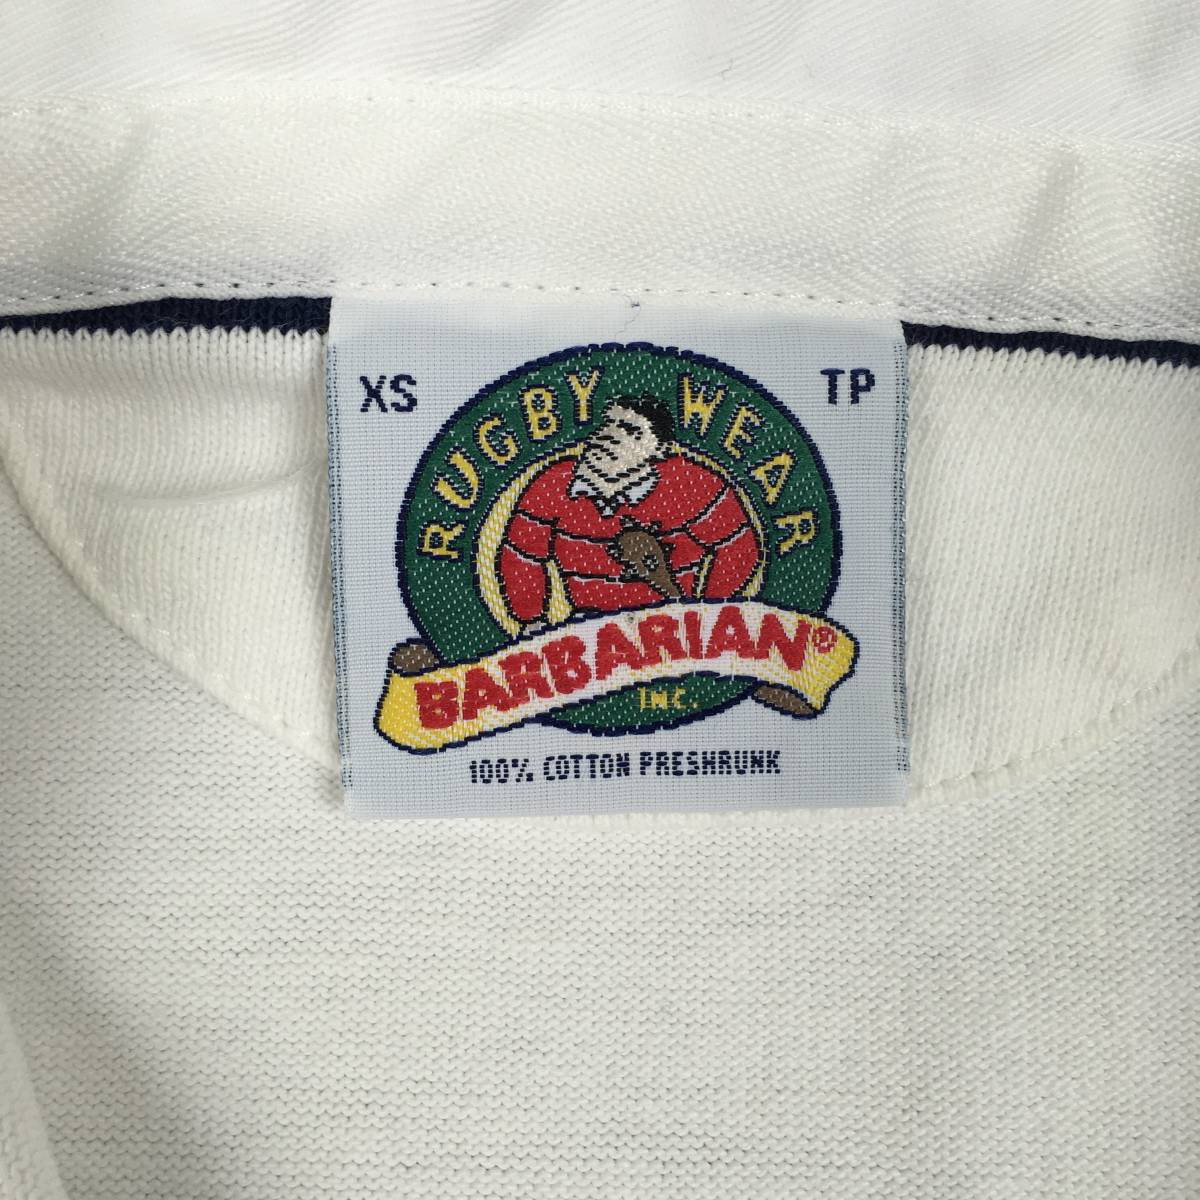 XS TP
RUGBY WEAR
BARBARIAN®
INC.
100% COTTON PRESHRUNK